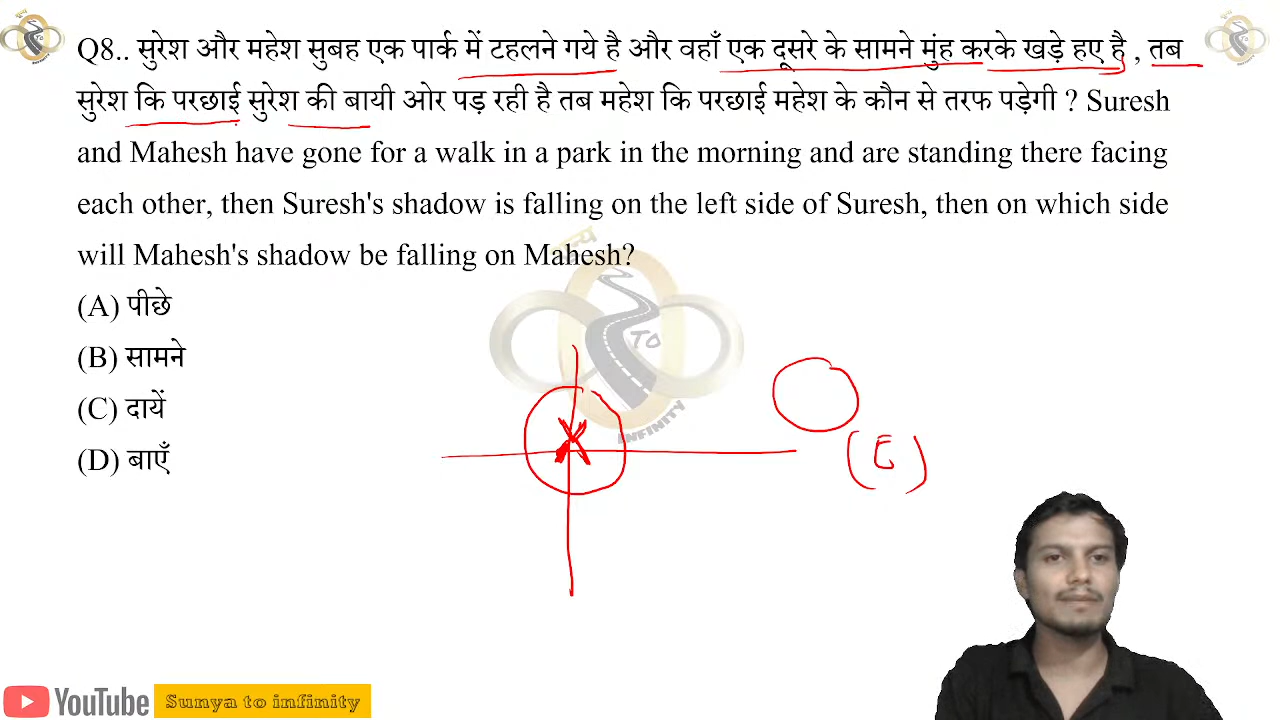 Q8.. सुरेश और महेश सुबह एक पार्क में टहलने गये है और वहाँ एक दूसरे के सामने मुंह करके खड़े हुए है , तब
सुरेश कि परछाई सुरेश की बायी ओर पड़ रही है तब महेश कि परछाई महेश के कौन से तरफ पड़ेगी ? Suresh
and Mahesh have gone for a walk in a park in the morning and are standing there facing
each other, then Suresh's shadow is falling on the left side of Suresh, then on which side
will Mahesh's shadow be falling on Mahesh?
(A) पीछे
(B) सामने
(C) दायें
(D) बाएँ
शून्य
TO
INFINITY
(E)
YouTube
Sunya to infinity